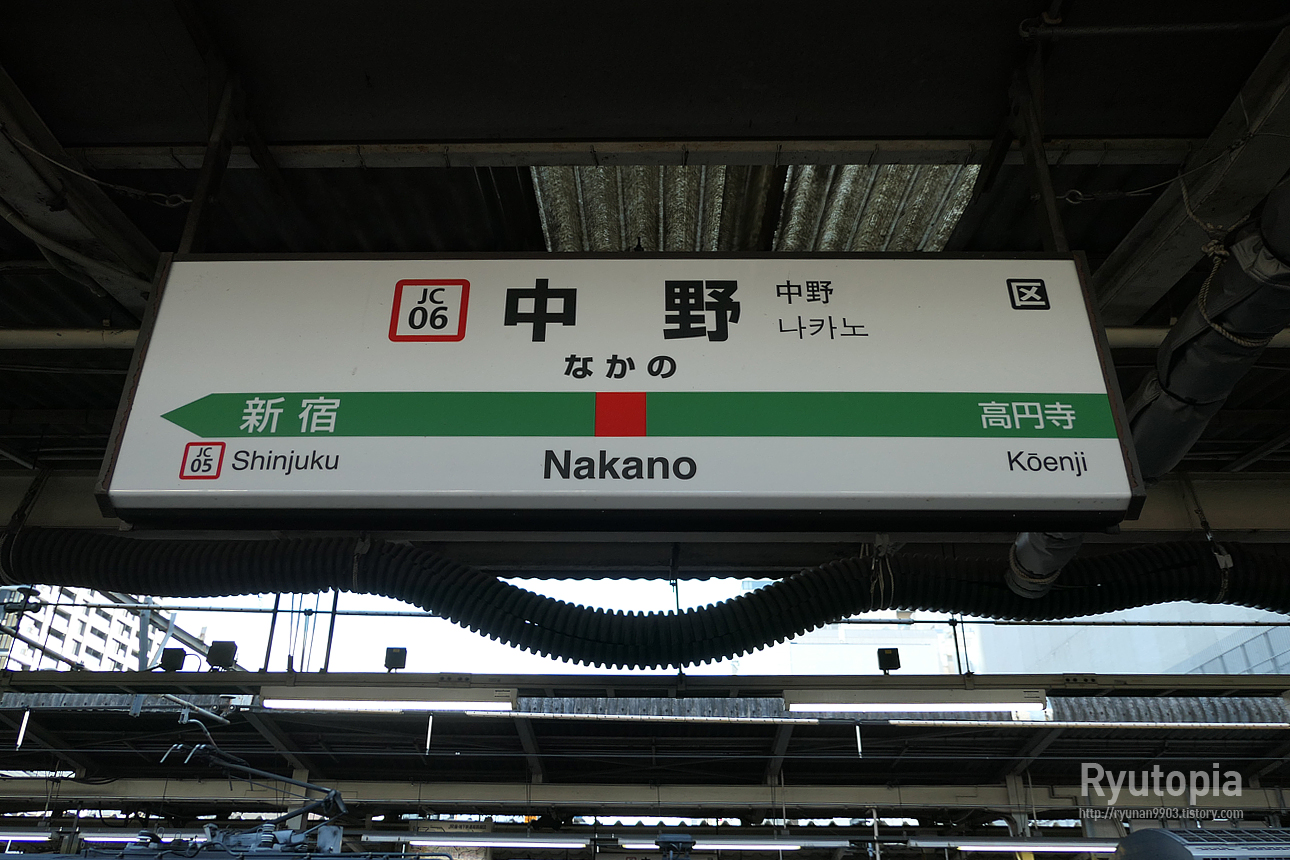 JC
06
中野
中野
나카노
区
なかの
新宿
高円寺
JC
05
Shinjuku
Nakano
Kōenji
Ryutopia
http://ryunan9903.tistory.com